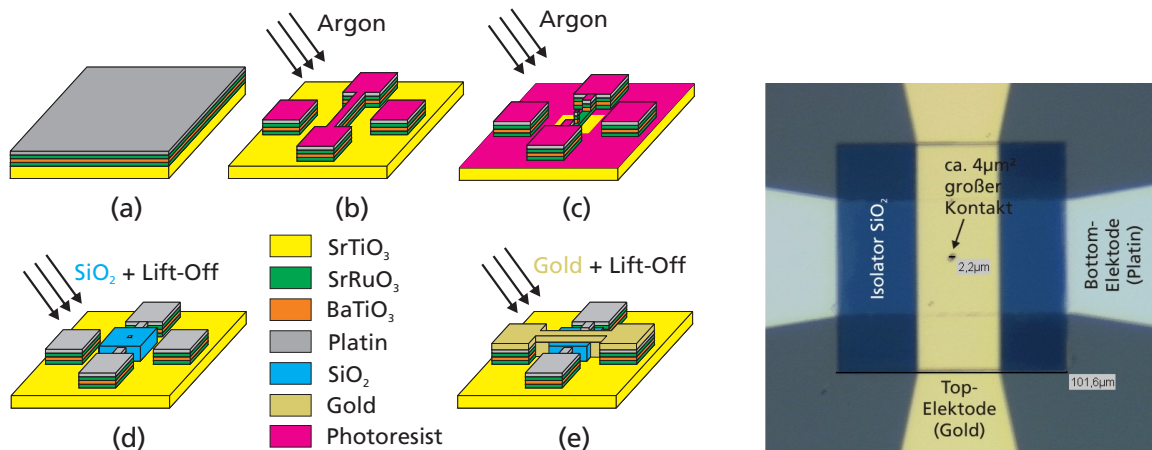 Argon
Argon
(a)
(b)
(c)
SiO₂ + Lift-Off
SrTiO₃
SrRuO₃
BaTiO₃
Platin
SiO₂
Gold
Photoresist
Gold + Lift-Off
(d)
(e)
ca. 4µm²
großer
Kontakt
2,2µm
Isolator SiO₂
Bottom-
Elektode
(Platin)
101,6µm
Top-
Elektode
(Gold)